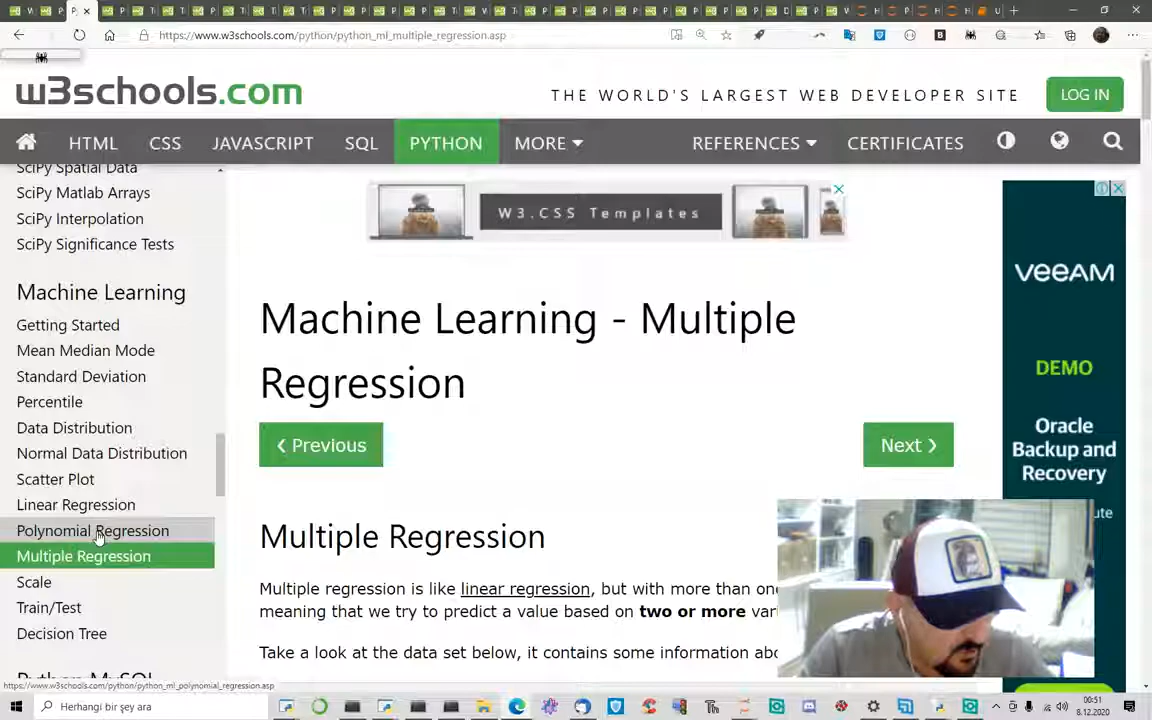 https://www.w3schools.com/python/python_ml_multiple_regression.asp
w3schools.com
THE WORLD'S LARGEST WEB DEVELOPER SITE
LOG IN
HTML CSS JAVASCRIPT SQL PYTHON MORE REFERENCES CERTIFICATES
SciPy Spatial Data
SciPy Matlab Arrays
SciPy Interpolation
SciPy Significance Tests
Machine Learning
Getting Started
Mean Median Mode
Standard Deviation
Percentile
Data Distribution
Normal Data Distribution
Scatter Plot
Linear Regression
Polynomial Regression
Multiple Regression
Scale
Train/Test
Decision Tree
Python MySQL
W3.CSS Templates
Machine Learning - Multiple
Regression
❮ Previous
Next ❯
Multiple Regression
Multiple regression is like linear regression, but with more than one
meaning that we try to predict a value based on two or more
Take a look at the data set below, it contains some information
VEEAM
DEMO
Oracle
Backup and
Recovery
https://www.w3schools.com/python/python_ml_polynomial_regression.asp
Herhangi bir şey ara
00:51
8.12.2020